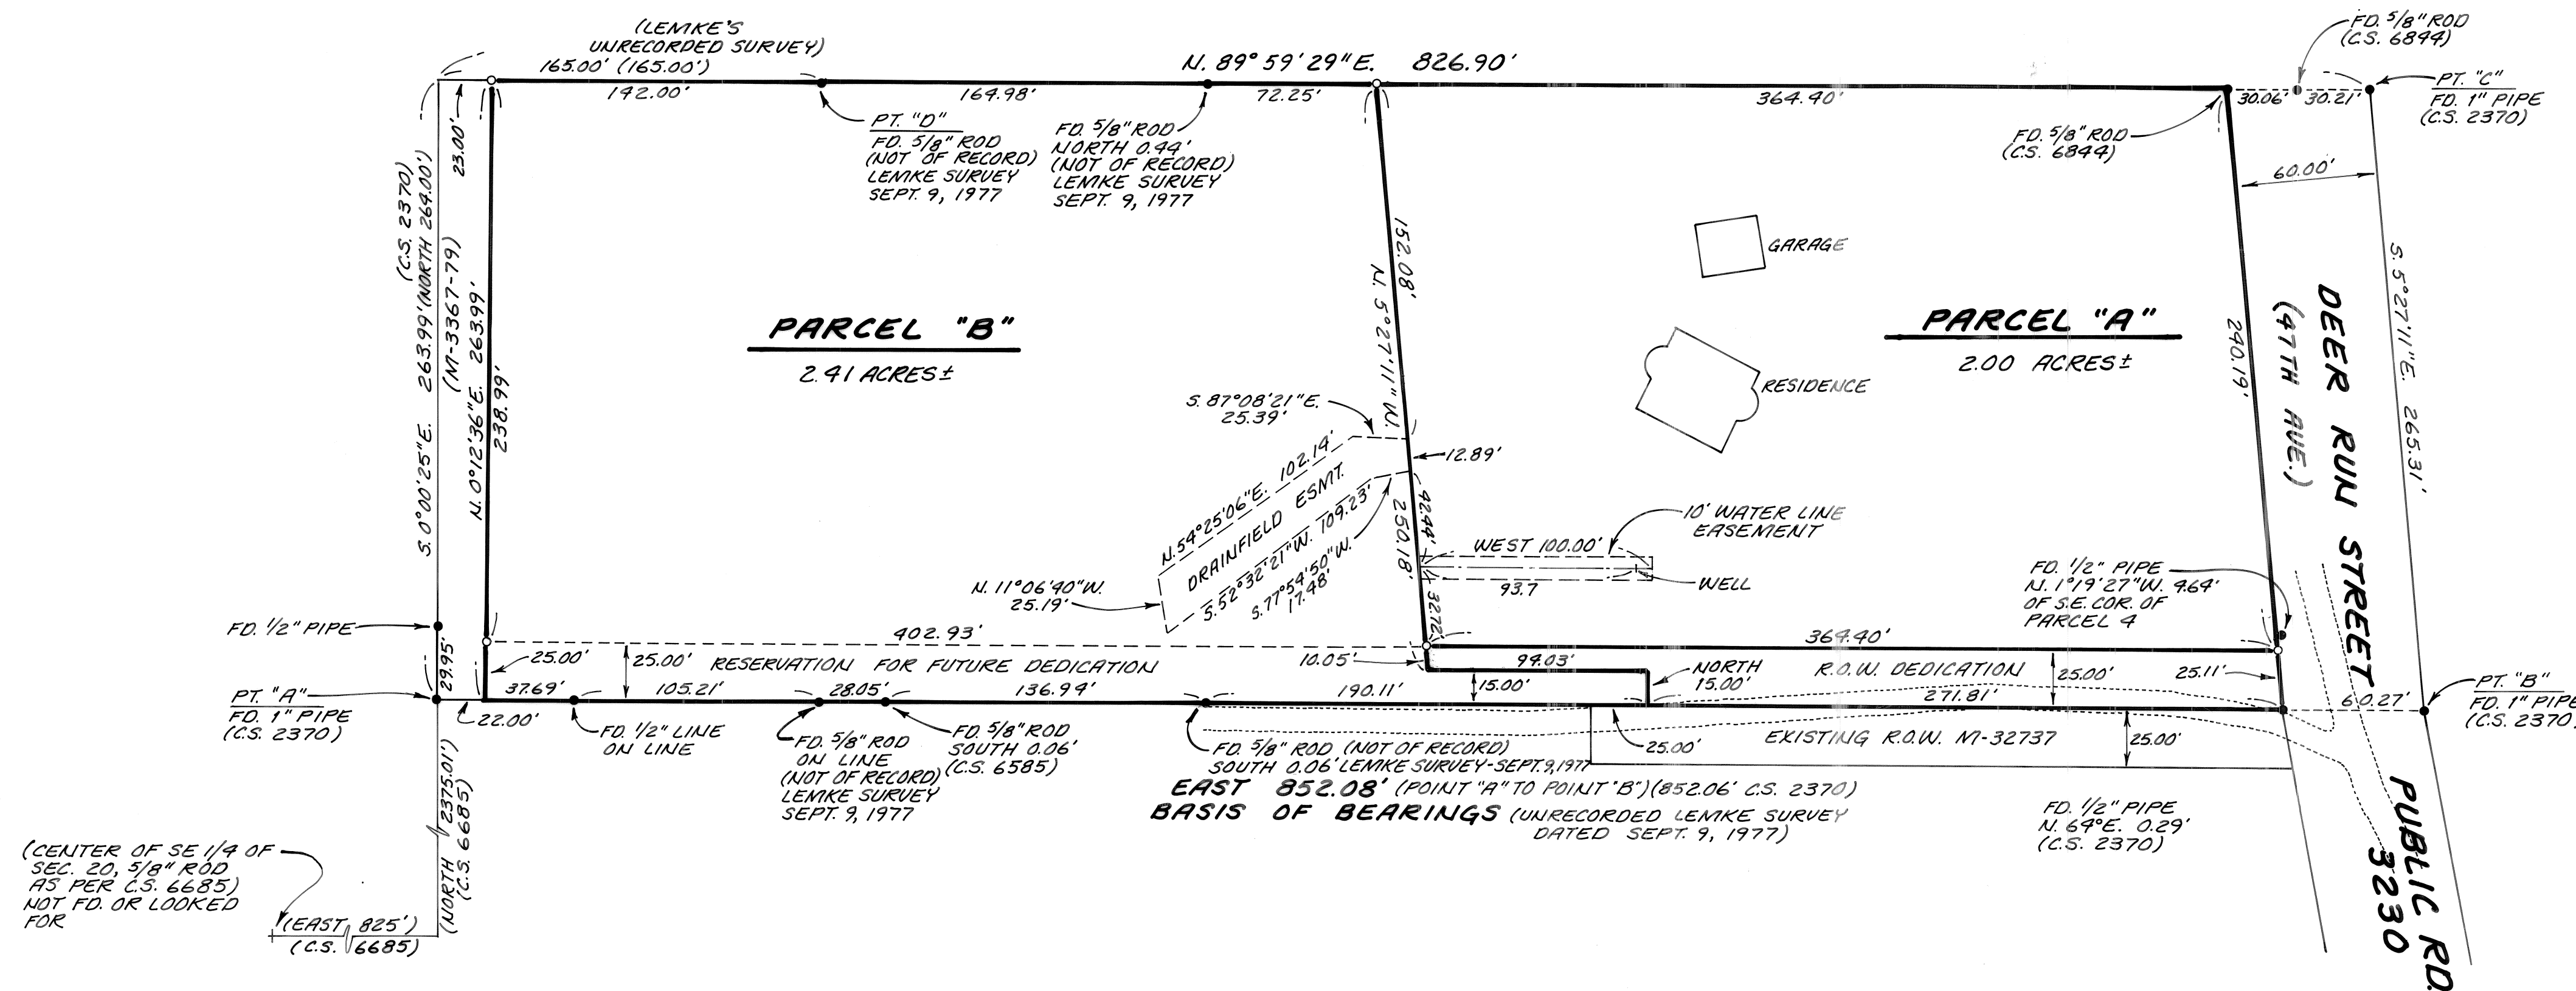 (LEMKE'S
UNRECORDED SURVEY)
165.00' (165.00')
N. 89°59'29"E. 826.90'
FD. 5/8" ROD
(C.S. 6844)
142.00'
164.98'
72.25'
364.40'
30.06'
30.21'
PT. "C"
FD. 1" PIPE
(C.S. 2370)
PT. "D"
FD. 5/8" ROD
(NOT OF RECORD)
LEMKE SURVEY
SEPT. 9, 1977
FD. 5/8" ROD
NORTH 0.44'
(NOT OF RECORD)
LEMKE SURVEY
SEPT. 9, 1977
FD. 5/8" ROD
(C.S. 6844)
60.00'
23.00'
(C.S. 2370)
S. 0°00'25"E. 263.99' (NORTH 264.00')
(M-3367-79)
N. 0°12'36"E. 263.99'
238.99'
152.08'
N. 5°27'11"W.
GARAGE
PARCEL "B"
2.41 ACRES±
PARCEL "A"
2.00 ACRES±
RESIDENCE
240.19'
DEER RUN STREET
(47TH AVE.)
S. 5°27'11"E. 265.31'
S. 87°08'21"E.
25.39'
12.89'
N. 54°25'06"E. 102.14'
DRAINFIELD ESMT.
S. 52°32'21"W. 109.23'
S. 77°54'50"W.
17.48'
N. 11°06'40"W.
25.19'
42.44'
250.18'
32.72'
10' WATER LINE
EASEMENT
WEST 100.00'
93.7
WELL
FD. 1/2" PIPE
N. 1°19'27"W. 4.64'
OF S.E. COR. OF
PARCEL 4
FD. 1/2" PIPE
29.95'
402.93'
364.40'
25.00'
25.00'
RESERVATION FOR FUTURE DEDICATION
10.05'
94.03'
NORTH
15.00'
R.O.W. DEDICATION
25.00'
25.11'
PT. "A"
FD. 1" PIPE
(C.S. 2370)
22.00'
37.69'
105.21'
28.05'
136.94'
190.11'
15.00'
271.81'
60.27'
PT. "B"
FD. 1" PIPE
(C.S. 2370)
FD. 1/2" LINE
ON LINE
FD. 5/8" ROD
ON LINE
(NOT OF RECORD)
LEMKE SURVEY
SEPT. 9, 1977
FD. 5/8" ROD
SOUTH 0.06'
(C.S. 6585)
FD. 5/8" ROD (NOT OF RECORD)
SOUTH 0.06' LEMKE SURVEY-SEPT. 9, 1977
25.00'
EXISTING R.O.W. M-32737
25.00'
EAST 852.08' (POINT "A" TO POINT "B") (852.06' C.S. 2370)
BASIS OF BEARINGS (UNRECORDED LEMKE SURVEY
DATED SEPT. 9, 1977)
FD. 1/2" PIPE
N. 64°E. 0.29'
(C.S. 2370)
PUBLIC RD.
3230
(NORTH 2375.01')
(C.S. 6685)
(CENTER OF SE 1/4 OF
SEC. 20, 5/8" ROD
AS PER C.S. 6685)
NOT FD. OR LOOKED
FOR
(EAST 825')
(C.S. 6685)